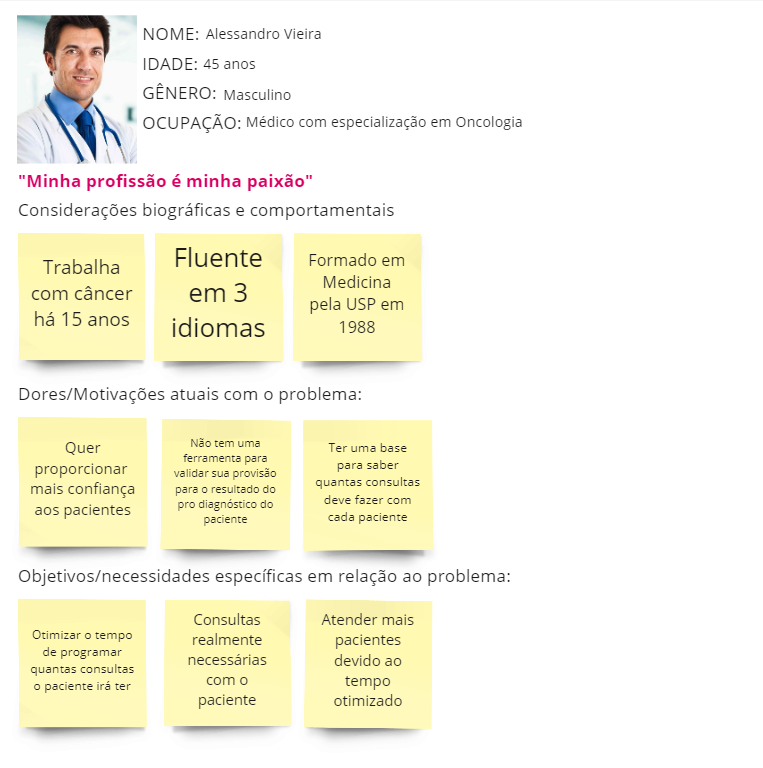 NOME: Alessandro Vieira
IDADE: 45 anos
GÊNERO: Masculino
OCUPAÇÃO: Médico com especialização em Oncologia
"Minha profissão é minha paixão"
Considerações biográficas e comportamentais
Trabalha
com câncer
há 15 anos
Fluente
em 3
idiomas
Formado em
Medicina
pela USP em
1988
Dores/Motivações atuais com o problema:
Quer
proporcionar
mais confiança
aos pacientes
Não tem uma
ferramenta para
validar sua provisão
para o resultado do
pro diagnóstico do
paciente
Ter uma base
para saber
quantas consultas
deve fazer com
cada paciente
Objetivos/necessidades específicas em relação ao problema:
Otimizar o tempo
de programar
quantas consultas
o paciente irá ter
Consultas
realmente
necessárias
com o
paciente
Atender mais
pacientes
devido ao
tempo
otimizado